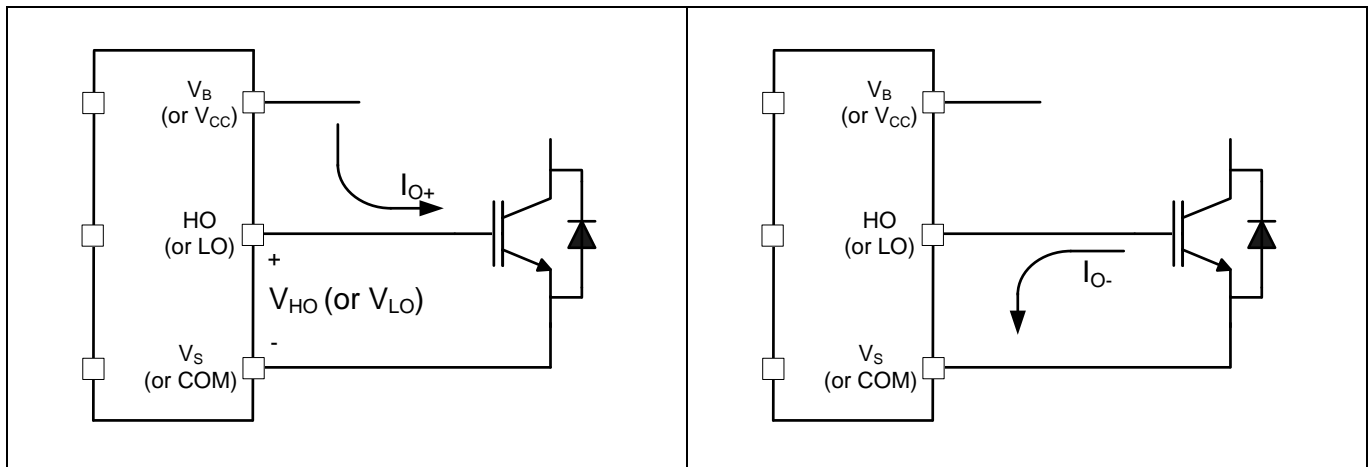 V_B
(or V_CC)
I_O+
HO
(or LO)
+
V_HO (or V_LO)
-
V_S
(or COM)
V_B
(or V_CC)
HO
(or LO)
I_O-
V_S
(or COM)